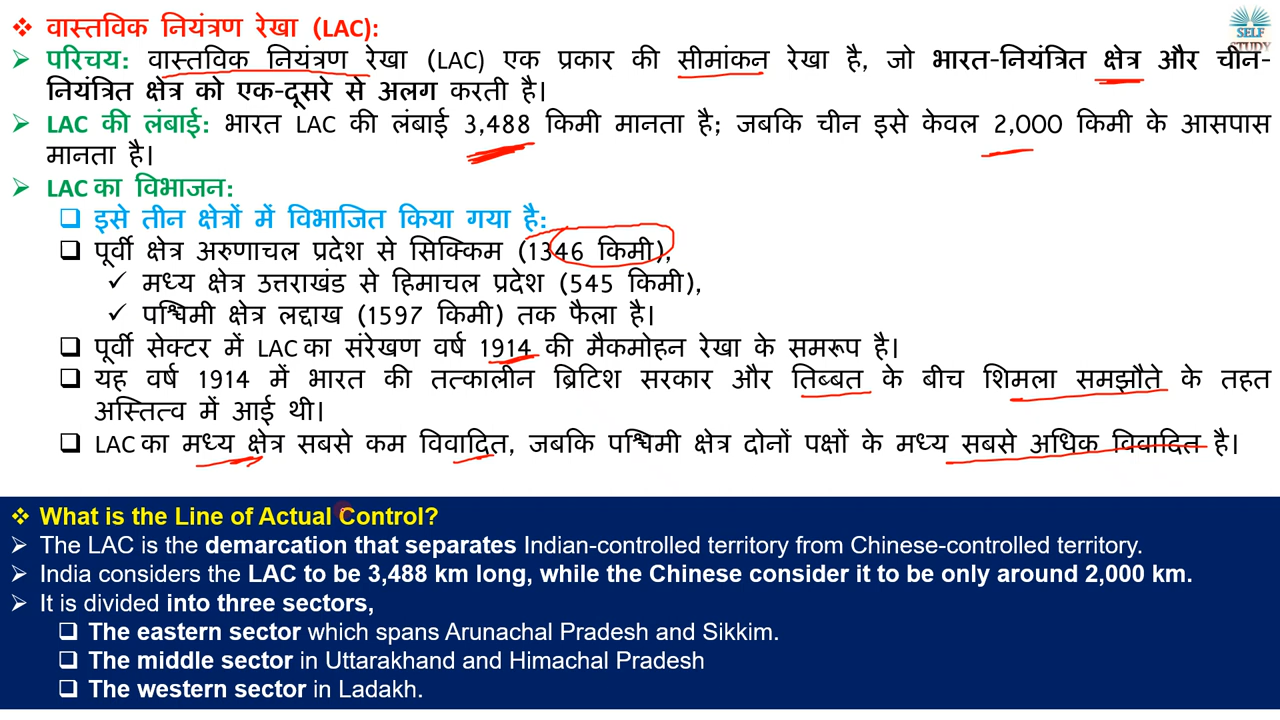 ❖ वास्तविक नियंत्रण रेखा (LAC):
SELF
STUDY
➢ परिचय: वास्तविक नियंत्रण रेखा (LAC) एक प्रकार की सीमांकन रेखा है, जो भारत-नियंत्रित क्षेत्र और चीन-
नियंत्रित क्षेत्र को एक-दूसरे से अलग करती है।
➢ LAC की लंबाई: भारत LAC की लंबाई 3,488 किमी मानता है; जबकि चीन इसे केवल 2,000 किमी के आसपास
मानता है।
➢ LAC का विभाजन:
❑ इसे तीन क्षेत्रों में विभाजित किया गया है:
❑ पूर्वी क्षेत्र अरुणाचल प्रदेश से सिक्किम (1346 किमी),
✓ मध्य क्षेत्र उत्तराखंड से हिमाचल प्रदेश (545 किमी),
✓ पश्चिमी क्षेत्र लद्दाख (1597 किमी) तक फैला है।
❑ पूर्वी सेक्टर में LAC का संरेखण वर्ष 1914 की मैकमोहन रेखा के समरूप है।
❑ यह वर्ष 1914 में भारत की तत्कालीन ब्रिटिश सरकार और तिब्बत के बीच शिमला समझौते के तहत
अस्तित्व में आई थी।
❑ LAC का मध्य क्षेत्र सबसे कम विवादित, जबकि पश्चिमी क्षेत्र दोनों पक्षों के मध्य सबसे अधिक विवादित है।
❖ What is the Line of Actual Control?
➢ The LAC is the demarcation that separates Indian-controlled territory from Chinese-controlled territory.
➢ India considers the LAC to be 3,488 km long, while the Chinese consider it to be only around 2,000 km.
➢ It is divided into three sectors,
❑ The eastern sector which spans Arunachal Pradesh and Sikkim.
❑ The middle sector in Uttarakhand and Himachal Pradesh
❑ The western sector in Ladakh.